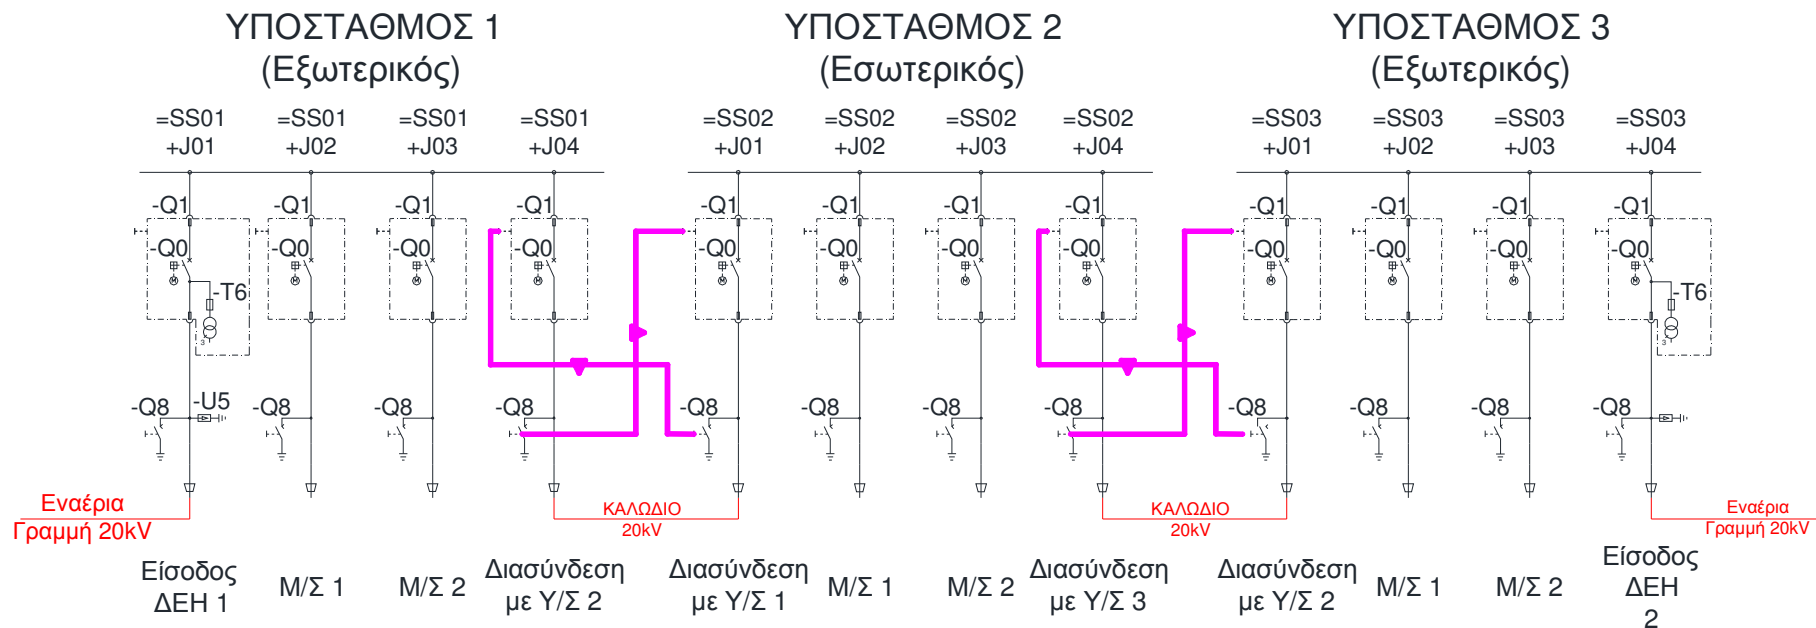 ΥΠΟΣΤΑΘΜΟΣ 1
(Εξωτερικός)
ΥΠΟΣΤΑΘΜΟΣ 2
(Εσωτερικός)
ΥΠΟΣΤΑΘΜΟΣ 3
(Εξωτερικός)
=SS01 =SS01 =SS01 =SS01 =SS02 =SS02 =SS02 =SS02 =SS03 =SS03 =SS03 =SS03
+J01 +J02 +J03 +J04 +J01 +J02 +J03 +J04 +J01 +J02 +J03 +J04
-Q1 -Q1 -Q1 -Q1 -Q1 -Q1 -Q1 -Q1 -Q1 -Q1 -Q1 -Q1
-Q0 -Q0 -Q0 -Q0 -Q0 -Q0 -Q0 -Q0 -Q0 -Q0 -Q0 -Q0
M M M M M M M M M M M M
-T6 -T6
3 3
-Q8 -U5 -Q8 -Q8 -Q8 -Q8 -Q8 -Q8 -Q8 -Q8 -Q8 -Q8 -Q8
Εναέρια
Γραμμή 20kV
ΚΑΛΩΔΙΟ
20kV
ΚΑΛΩΔΙΟ
20kV
Εναέρια
Γραμμή 20kV
Είσοδος
ΔΕΗ 1
Μ/Σ 1
Μ/Σ 2
Διασύνδεση
με Υ/Σ 2
Διασύνδεση
με Υ/Σ 1
Μ/Σ 1
Μ/Σ 2
Διασύνδεση
με Υ/Σ 3
Διασύνδεση
με Υ/Σ 2
Μ/Σ 1
Μ/Σ 2
Είσοδος
ΔΕΗ
2